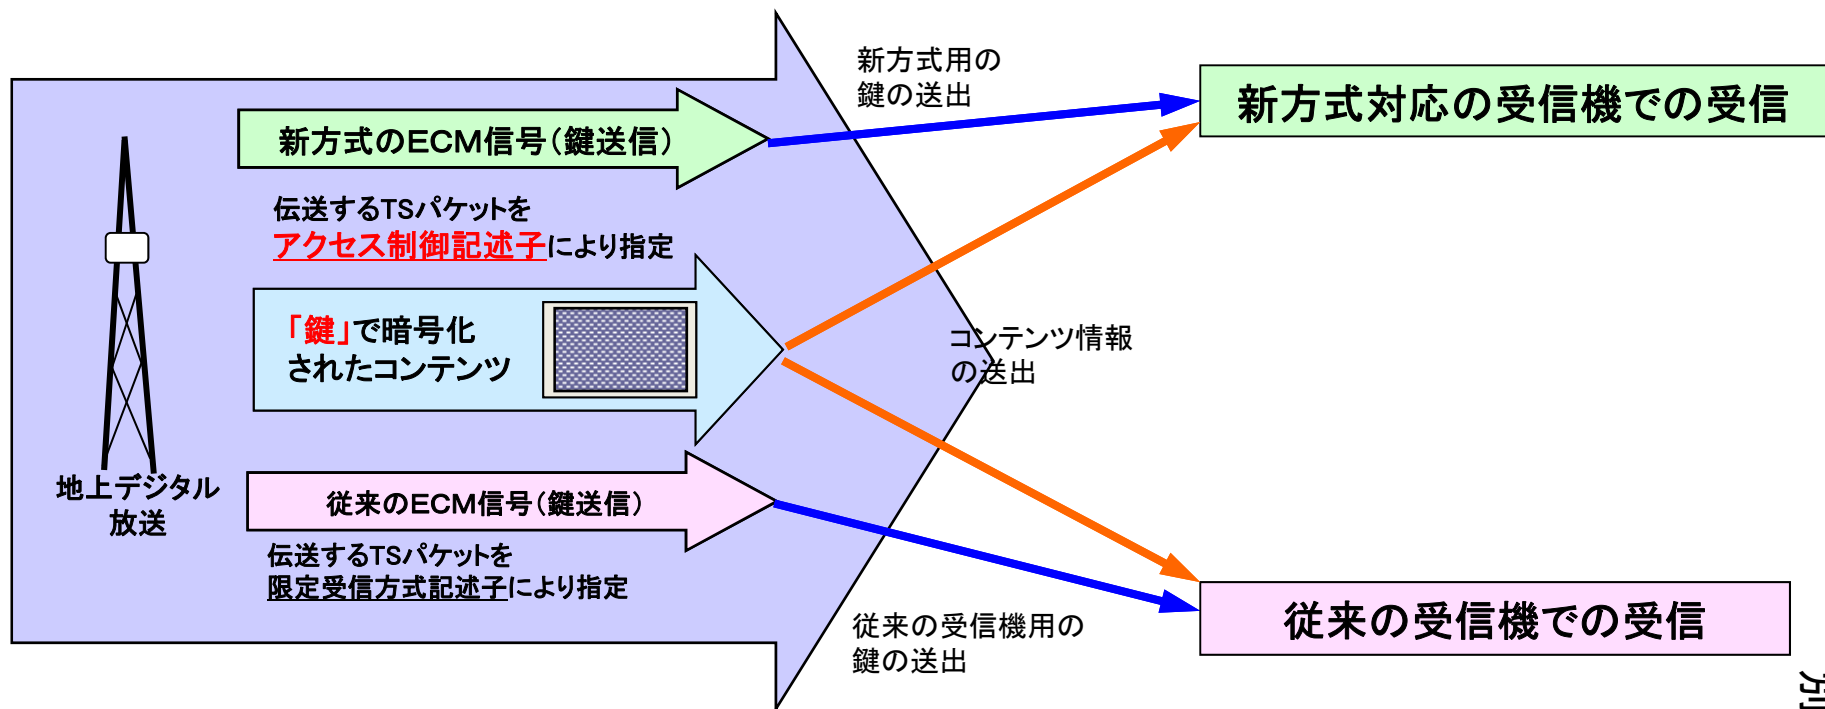 新方式用の
鍵の送出
新方式対応の受信機での受信
新方式のECM信号(鍵送信)
伝送するTSパケットを
アクセス制御記述子により指定
「鍵」で暗号化
されたコンテンツ
コンテンツ情報
の送出
地上デジタル
放送
従来のECM信号(鍵送信)
伝送するTSパケットを
限定受信方式記述子により指定
従来の受信機用の
鍵の送出
従来の受信機での受信